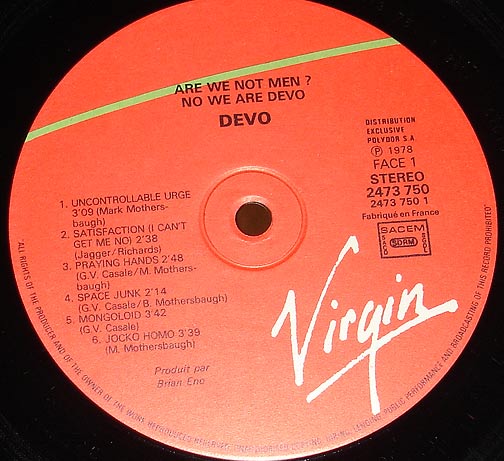 ARE WE NOT MEN ?
NO WE ARE DEVO
DEVO
DISTRIBUTION
EXCLUSIVE
POLYDOR S.A.
Ⓟ 1978
FACE 1
STEREO
2473 750
2473 750 1
Fabriqué en France
SACEM
SDRM
1. UNCONTROLLABLE URGE
3'09 (Mark Mothers-
baugh)
2. SATISFACTION (I CAN'T
GET ME NO) 2'38
(Jagger/Richards)
3. PRAYING HANDS 2'48
(G.V. Casale/M. Mothers-
baugh)
4. SPACE JUNK 2'14
(G.V. Casale/B. Mothersbaugh)
5. MONGOLOID 3'42
(G.V. Casale)
6. JOCKO HOMO 3'39
(M. Mothersbaugh)
Produit par
Brian Eno
Virgin
"ALL RIGHTS OF THE PRODUCER AND OF THE OWNER OF THE WORK REPRODUCED RESERVED. PUBLIC PERFORMANCE AND BROADCASTING OF THIS RECORD PROHIBITED"